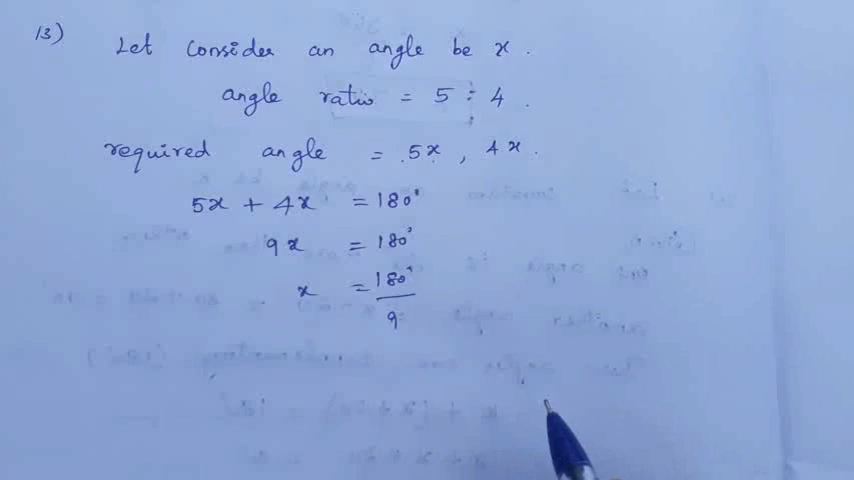 13) Let Consider an angle be x.
angle ratio = 5 : 4.
required angle = 5x, 4x.
5x + 4x = 180°
9x = 180°
x = 180°/9